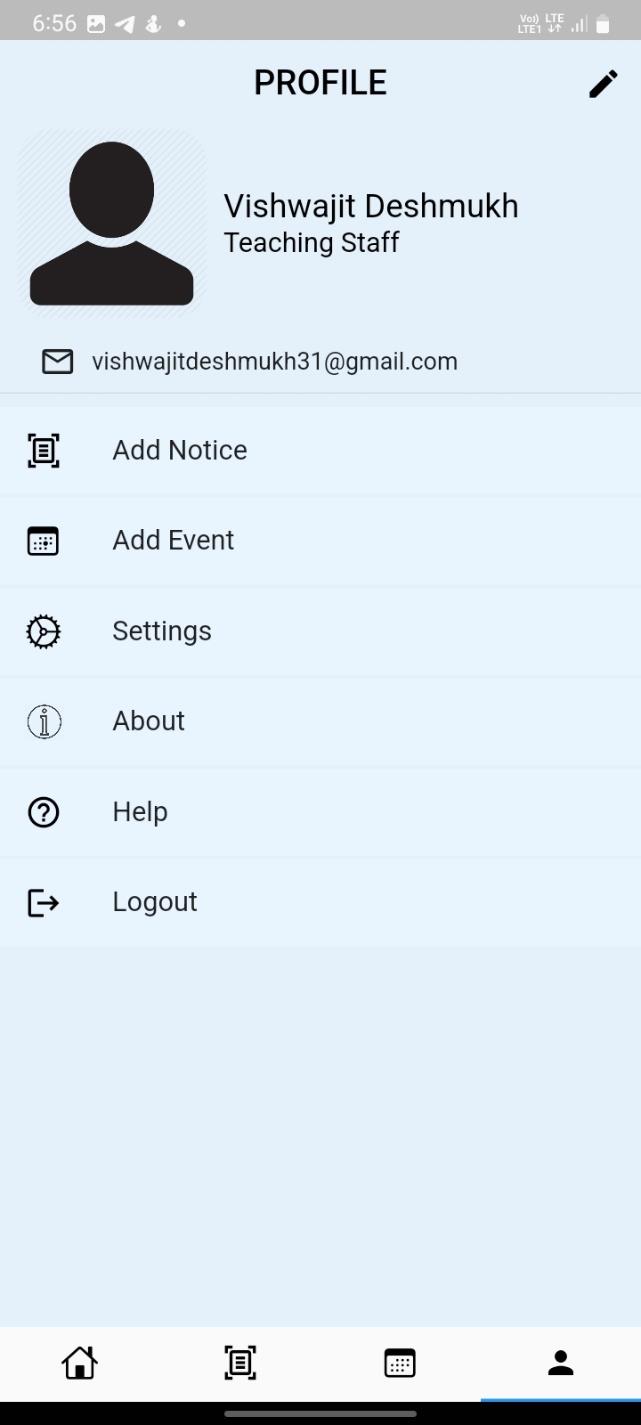 6:56
Vo) LTE
LTE1
PROFILE
Vishwajit Deshmukh
Teaching Staff
vishwajitdeshmukh31@gmail.com
Add Notice
Add Event
Settings
About
Help
Logout